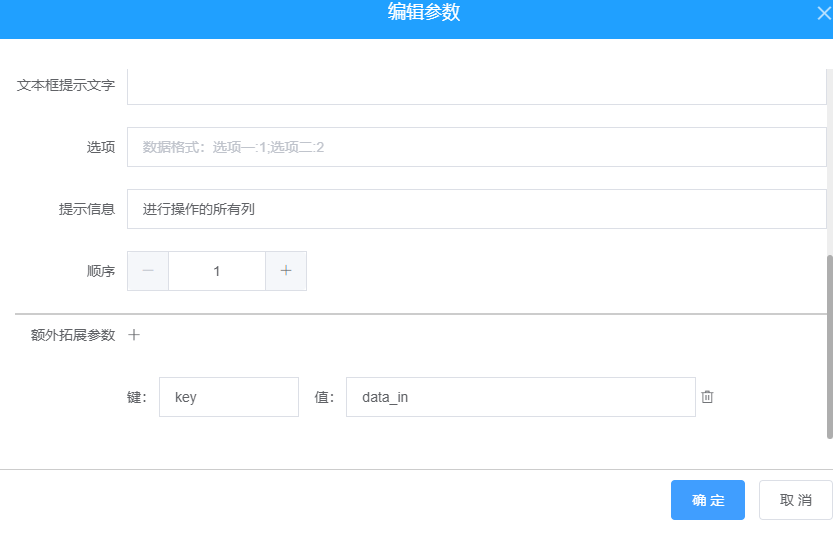 编辑参数
文本框提示文字
选项 数据格式：选项一:1;选项二:2
提示信息 进行操作的所有列
顺序 1
额外拓展参数
键： key 值： data_in
确 定 取 消